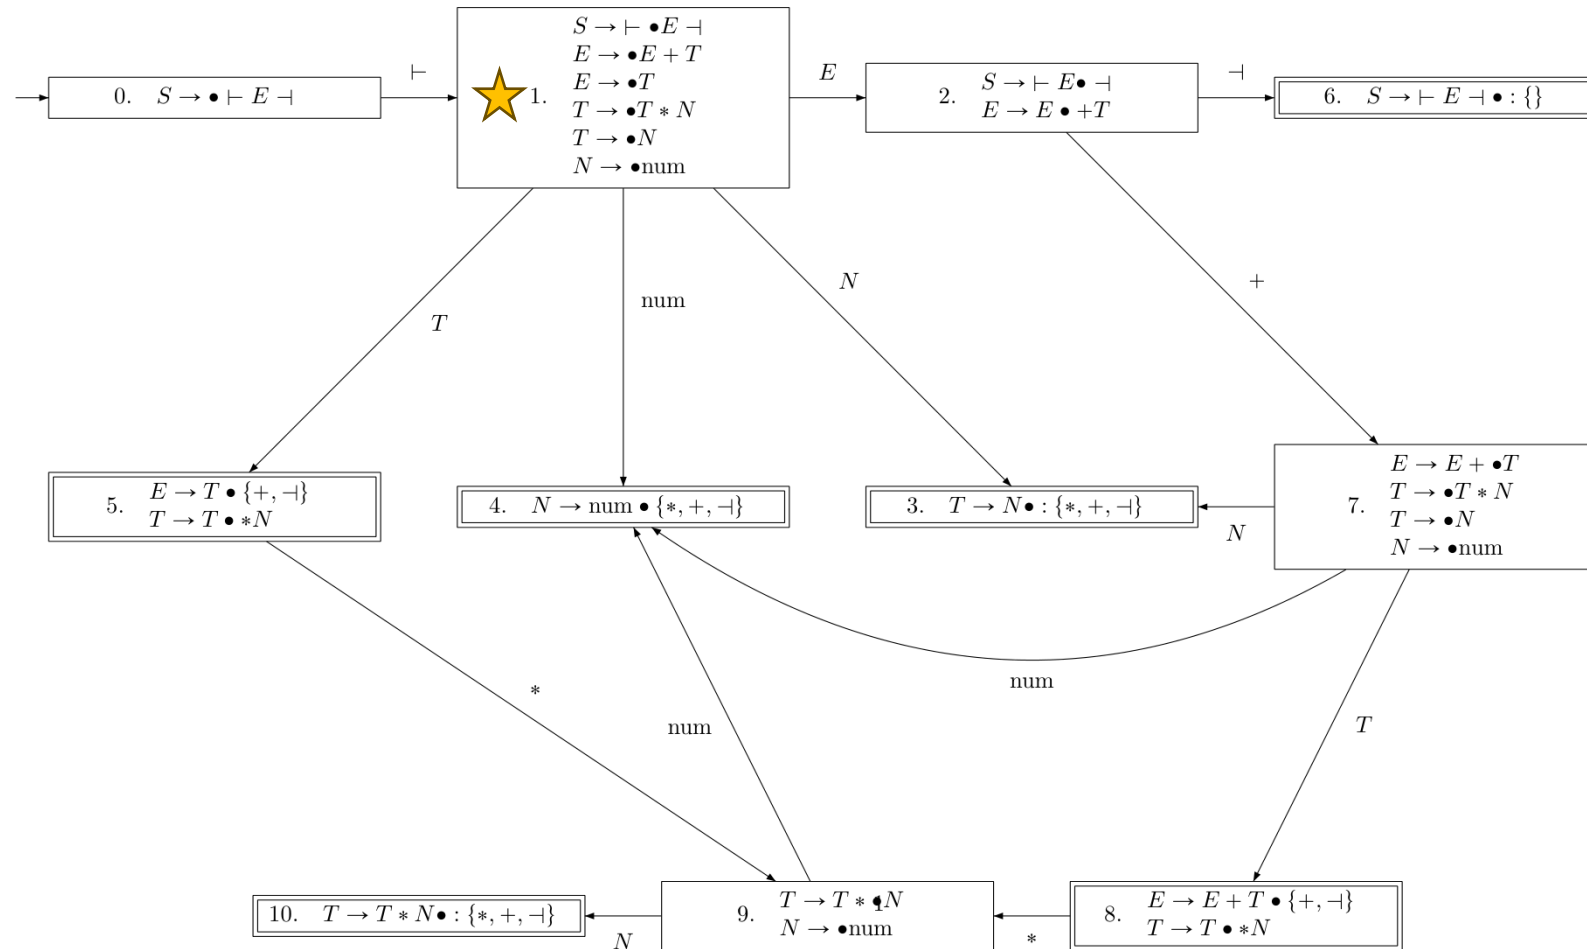 ⊢
E
⊣
0. S → • ⊢ E ⊣
1.
S → ⊢ •E ⊣
E → •E + T
E → •T
T → •T ∗ N
T → •N
N → •num
2.
S → ⊢ E• ⊣
E → E • +T
6. S → ⊢ E ⊣ • : {}
T
num
N
+
5.
E → T • {+, ⊣}
T → T • ∗N
4. N → num • {∗, +, ⊣}
3. T → N• : {∗, +, ⊣}
N
7.
E → E + •T
T → •T ∗ N
T → •N
N → •num
∗
num
num
T
10. T → T ∗ N• : {∗, +, ⊣}
N
9.
T → T ∗ •N
N → •num
∗
8.
E → E + T • {+, ⊣}
T → T • ∗N